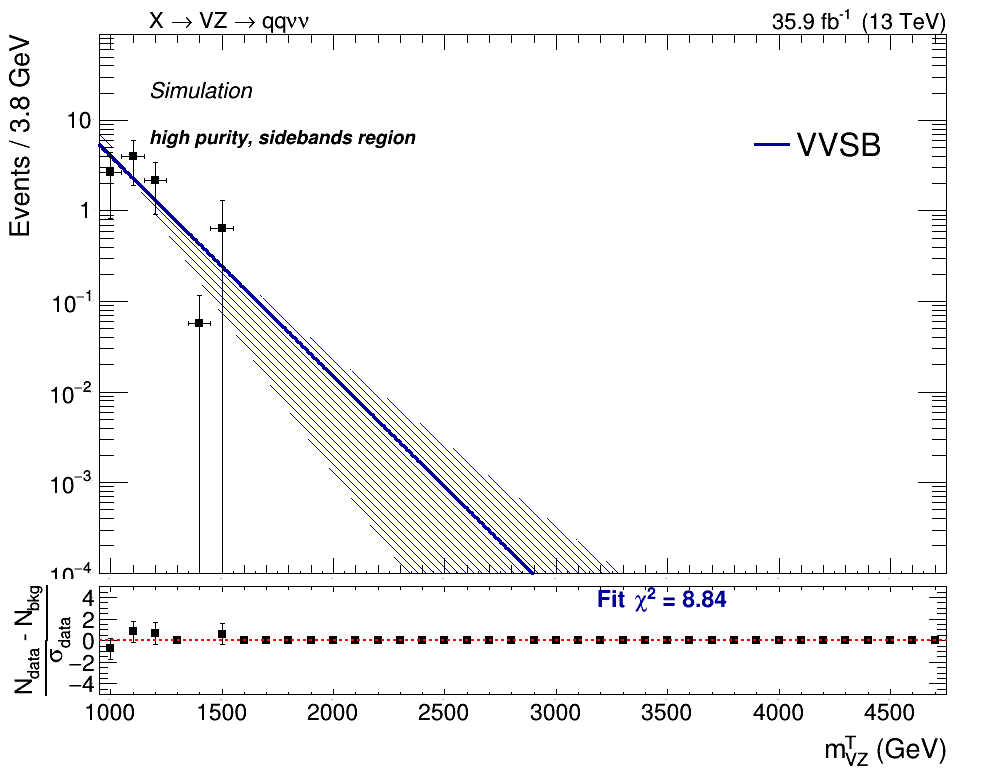 X → VZ → qqνν
35.9 fb⁻¹ (13 TeV)
Events / 3.8 GeV
Simulation
high purity, sidebands region
VVSB
10
1
10⁻¹
10⁻²
10⁻³
10⁻⁴
Fit χ² = 8.84
N_data - N_bkg
σ_data
4
2
0
−2
−4
1000 1500 2000 2500 3000 3500 4000 4500
m^T_VZ (GeV)